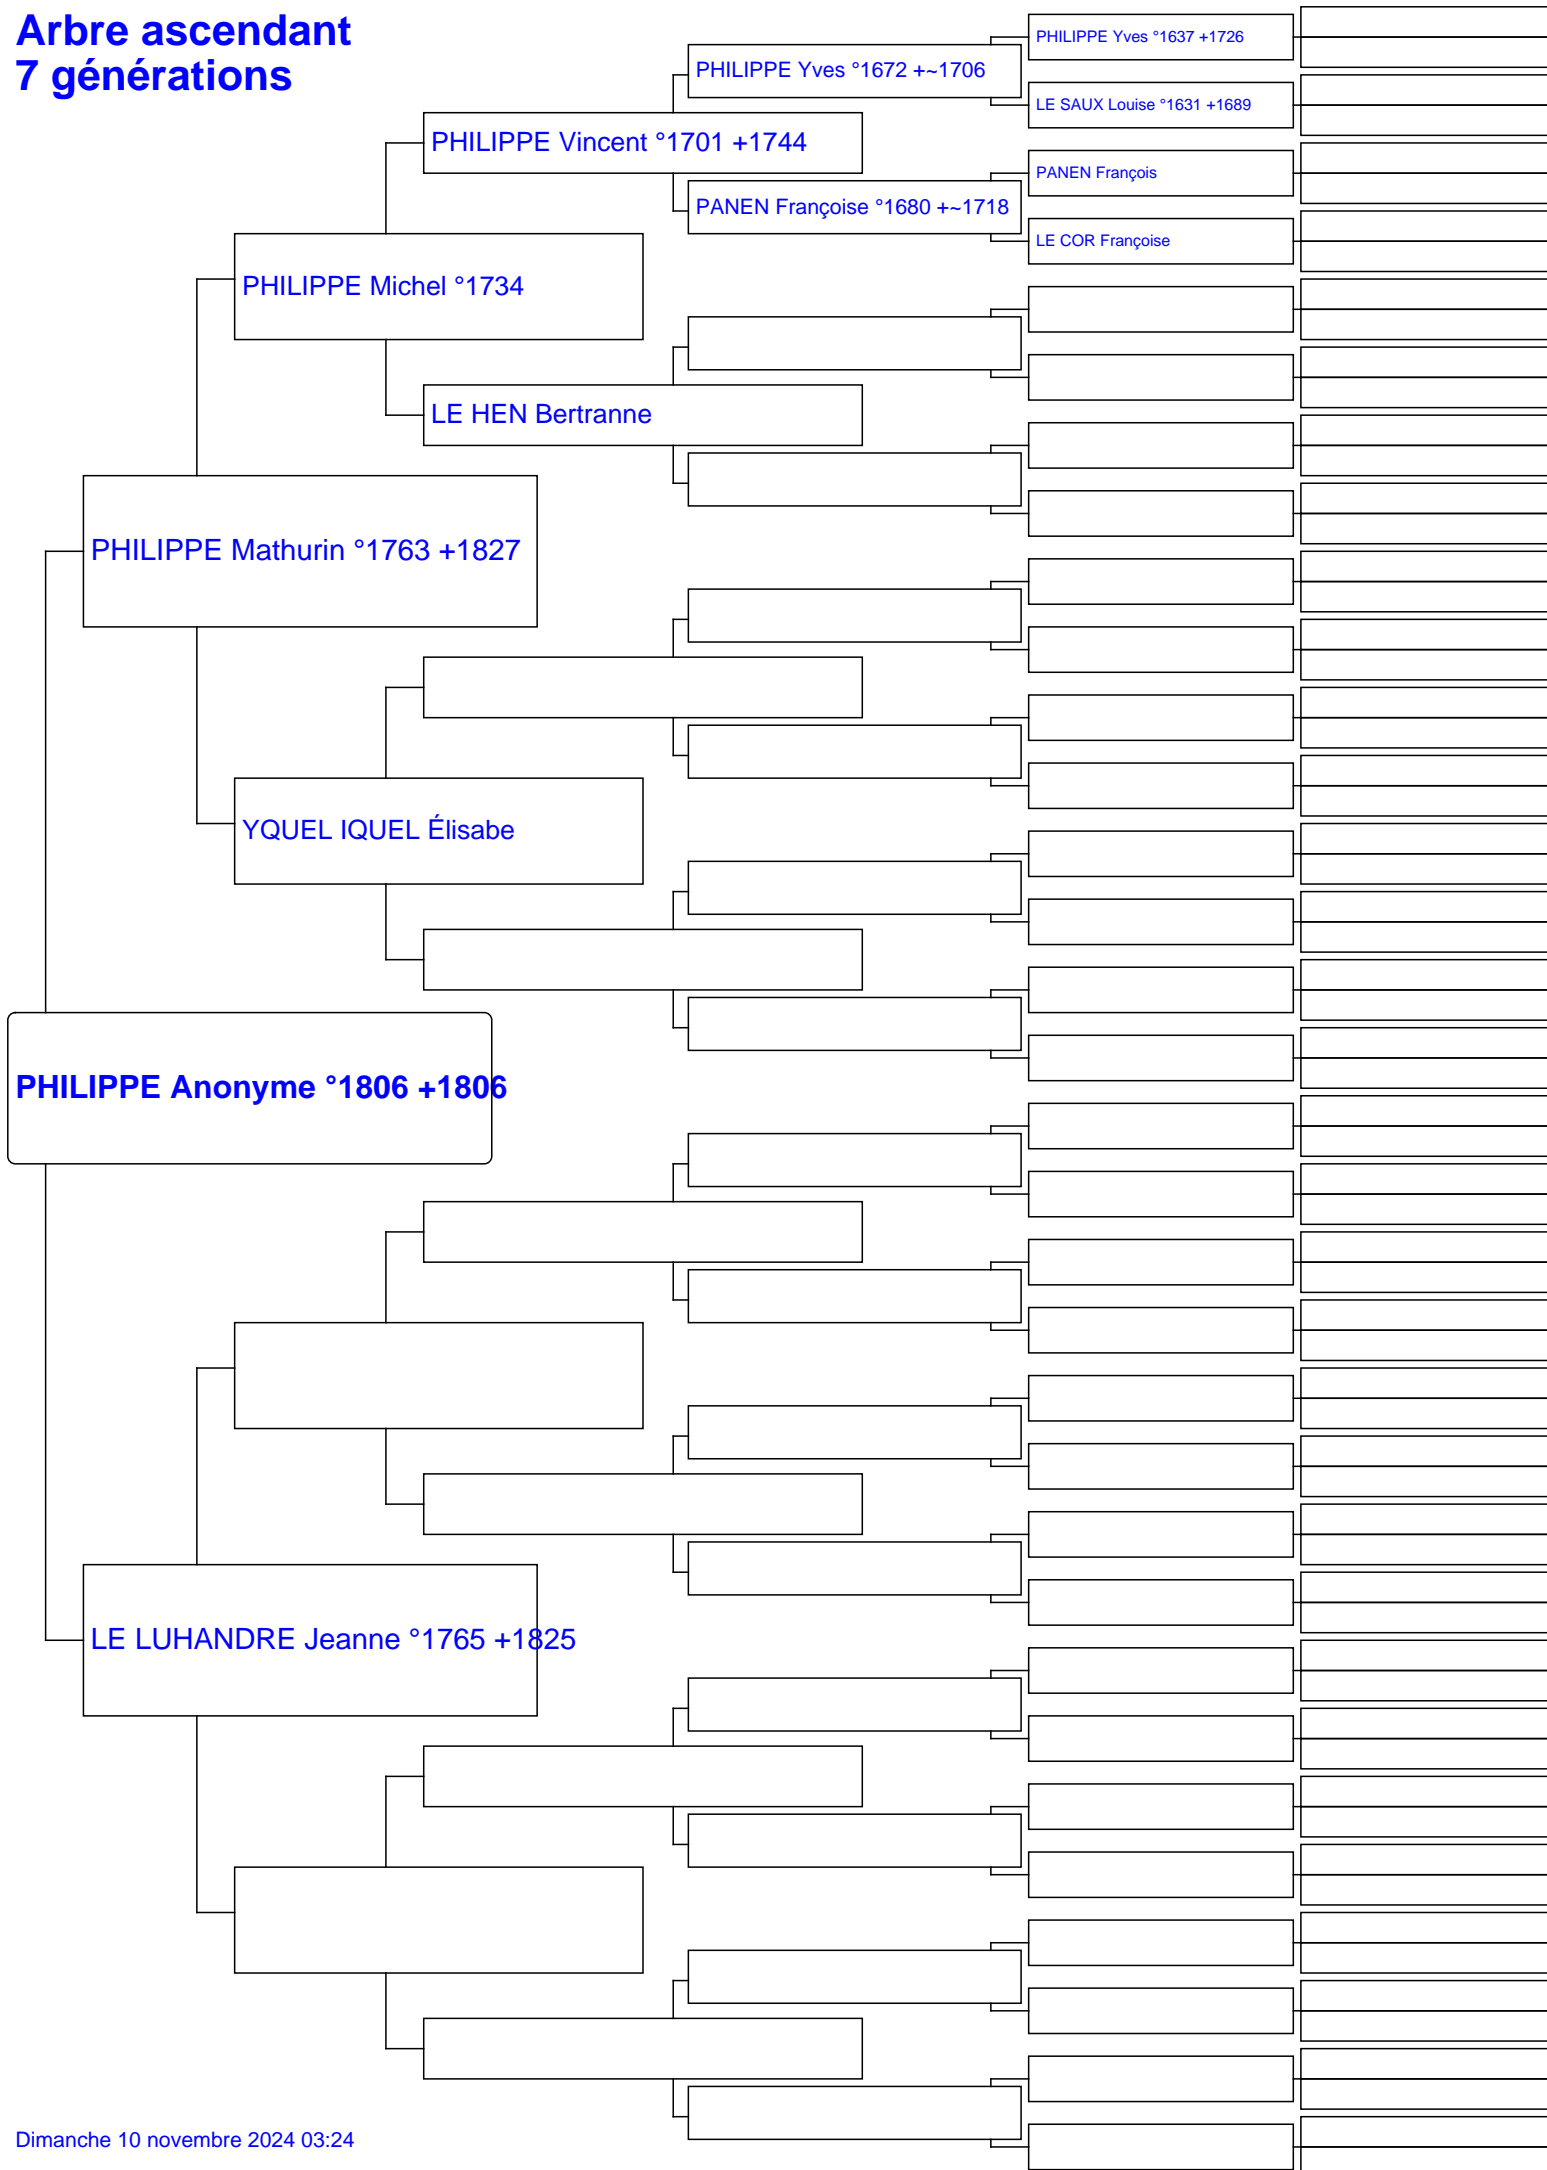 Arbre ascendant
7 générations
PHILIPPE Yves °1637 +1726
PHILIPPE Yves °1672 +~1706
LE SAUX Louise °1631 +1689
PHILIPPE Vincent °1701 +1744
PANEN François
PANEN Françoise °1680 +~1718
LE COR Françoise
PHILIPPE Michel °1734
LE HEN Bertranne
PHILIPPE Mathurin °1763 +1827
YQUEL IQUEL Élisabe
PHILIPPE Anonyme °1806 +1806
LE LUHANDRE Jeanne °1765 +1825
Dimanche 10 novembre 2024 03:24